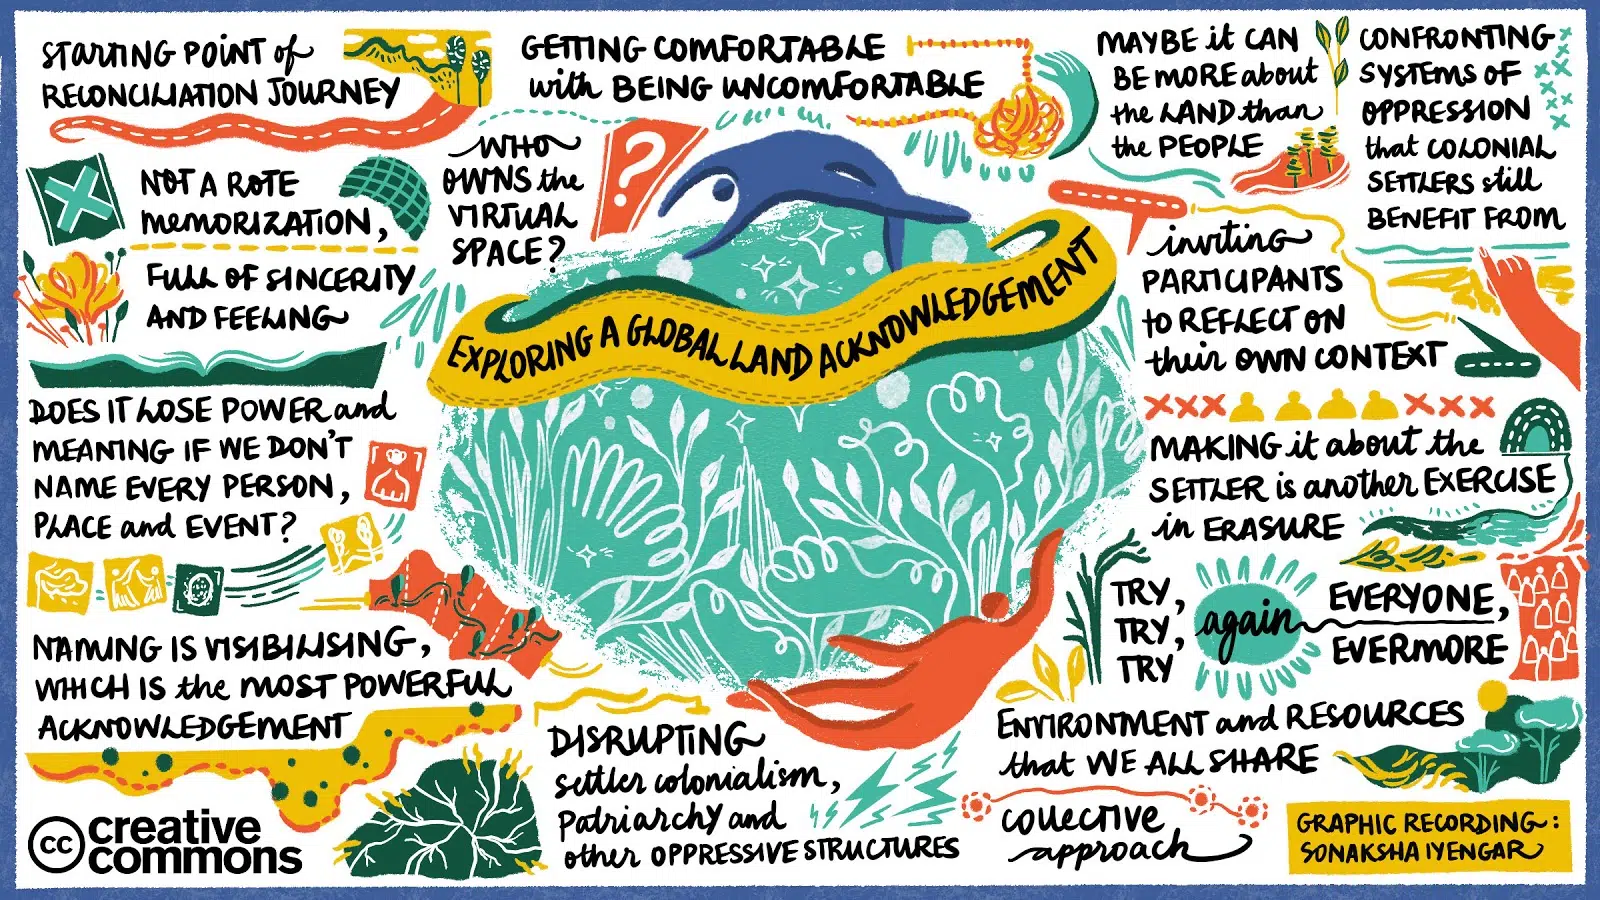 STARTING POINT of
RECONCILIATION JOURNEY
GETTING COMFORTABLE
with BEING UNCOMFORTABLE
MAYBE it CAN
BE MORE about
the LAND than
the PEOPLE
CONFRONTING
SYSTEMS OF
OPPRESSION
that COLONIAL
SETTLERS still
BENEFIT FROM
NOT A ROTE
MEMORIZATION,
FULL OF SINCERITY
AND FEELING
WHO
OWNS the
VIRTUAL
SPACE?
?
EXPLORING A GLOBAL LAND ACKNOWLEDGEMENT
inviting
PARTICIPANTS
to REFLECT ON
their OWN CONTEXT
DOES IT LOSE POWER and
MEANING IF WE DON'T
NAME EVERY PERSON,
PLACE and EVENT?
MAKING it about the
SETTLER is another EXERCISE
in ERASURE
NAMING IS VISIBILISING,
WHICH IS the MOST POWERFUL
ACKNOWLEDGEMENT
TRY,
TRY,
TRY
again
EVERYONE,
EVERMORE
DISRUPTING
settler colonialism,
Patriarchy and
other OPPRESSIVE STRUCTURES
ENVIRONMENT and RESOURCES
that WE ALL SHARE
collective
approach
cc creative
commons
GRAPHIC RECORDING:
SONAKSHA IYENGAR